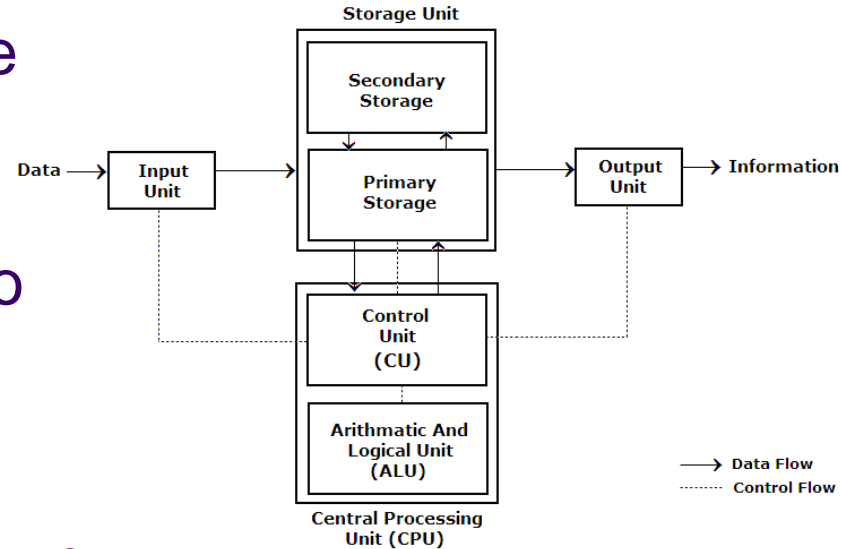 Storage Unit
e
Secondary
Storage
Data
Input
Unit
Primary
Storage
Output
Unit
Information
p
Control
Unit
(CU)
Arithmatic And
Logical Unit
(ALU)
Data Flow
Control Flow
Central Processing
Unit (CPU)